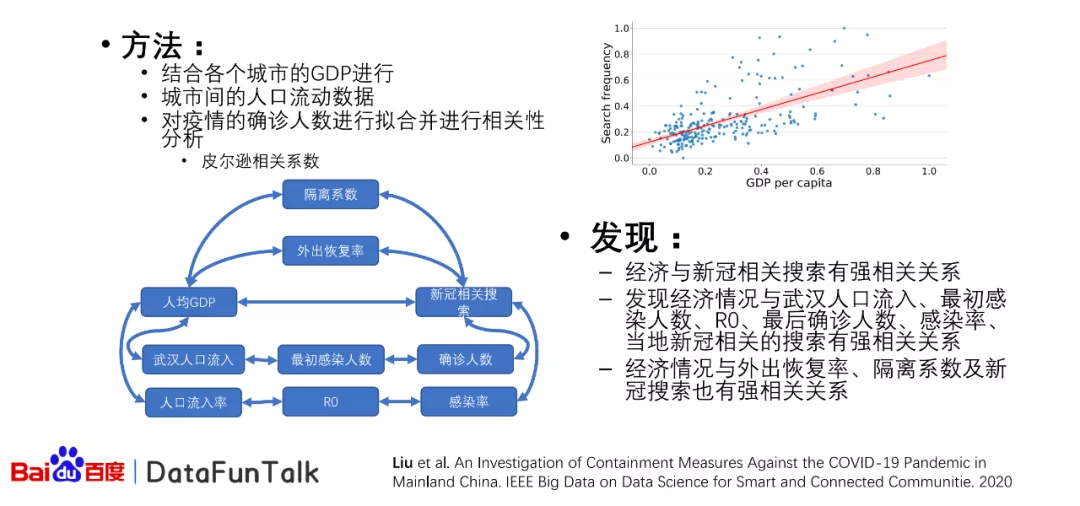 • 方法：
• 结合各个城市的GDP进行
• 城市间的人口流动数据
• 对疫情的确诊人数进行拟合并进行相关性
分析
• 皮尔逊相关系数
隔离系数
外出恢复率
人均GDP
新冠相关搜
索
武汉人口流入
最初感染人数
确诊人数
人口流入率
R0
感染率
1.0
0.8
0.6
0.4
0.2
0.0
Search frequency
0.0 0.2 0.4 0.6 0.8 1.0
GDP per capita
• 发现：
– 经济与新冠相关搜索有强相关关系
– 发现经济情况与武汉人口流入、最初感
染人数、R0、最后确诊人数、感染率、
当地新冠相关的搜索有强相关关系
– 经济情况与外出恢复率、隔离系数及新
冠搜索也有强相关关系
Bai du 百度 | DataFunTalk
Liu et al. An Investigation of Containment Measures Against the COVID-19 Pandemic in
Mainland China. IEEE Big Data on Data Science for Smart and Connected Communitie. 2020